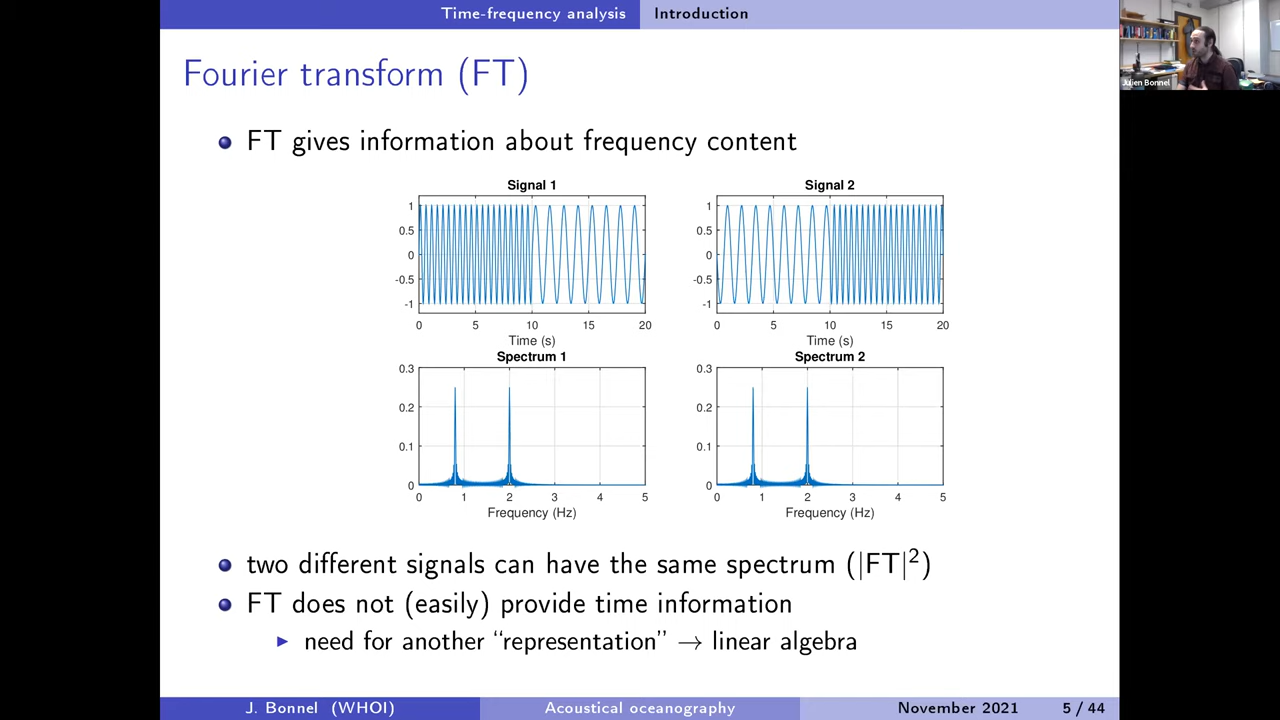 Time-frequency analysis Introduction
Julien Bonnel
Fourier transform (FT)
FT gives information about frequency content
Signal 1
1
0.5
0
-0.5
-1
0 5 10 15 20
Time (s)
Signal 2
1
0.5
0
-0.5
-1
0 5 10 15 20
Time (s)
Spectrum 1
0.3
0.2
0.1
0
0 1 2 3 4 5
Frequency (Hz)
Spectrum 2
0.3
0.2
0.1
0
0 1 2 3 4 5
Frequency (Hz)
two different signals can have the same spectrum (|FT|²)
FT does not (easily) provide time information
need for another “representation” → linear algebra
J. Bonnel (WHOI) Acoustical oceanography November 2021 5 / 44